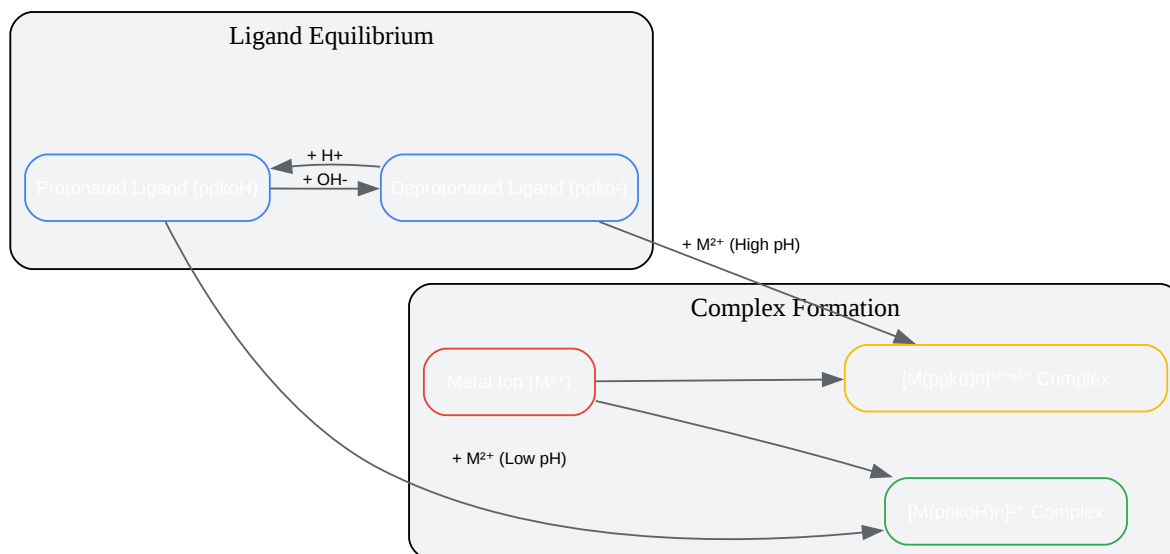 Ligand Equilibrium
+ H+
+ OH-
Protonated Ligand (ppkoH)
Deprotonated Ligand (ppko-)
+ M²⁺ (High pH)
Complex Formation
Metal Ion (M²⁺)
[M(ppko)n]⁽²⁻ⁿ⁾⁺ Complex
+ M²⁺ (Low pH)
[M(ppkoH)n]²⁺ Complex